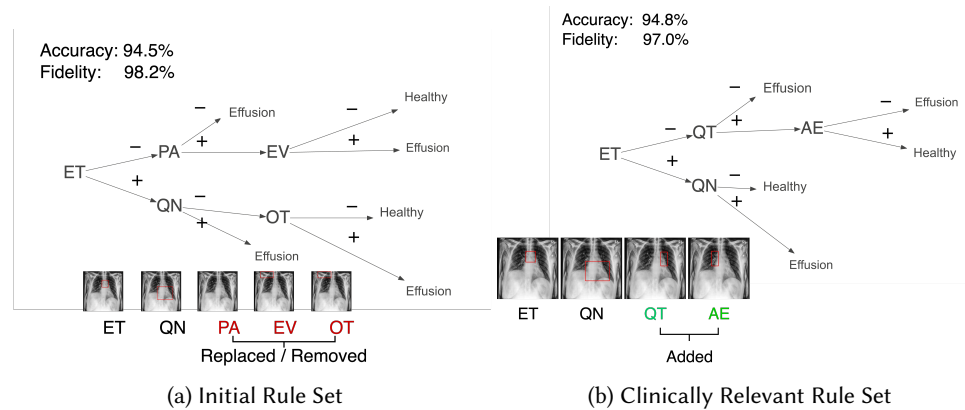 Accuracy: 94.5%
Fidelity: 98.2%
ET
−
+
PA
−
+
Effusion
EV
−
+
Healthy
Effusion
QN
−
+
Effusion
OT
−
+
Healthy
Effusion
ET QN PA EV OT
Replaced / Removed
(a) Initial Rule Set
Accuracy: 94.8%
Fidelity: 97.0%
ET
−
+
QT
−
+
Effusion
AE
−
+
Effusion
Healthy
QN
−
+
Healthy
Effusion
ET QN QT AE
Added
(b) Clinically Relevant Rule Set